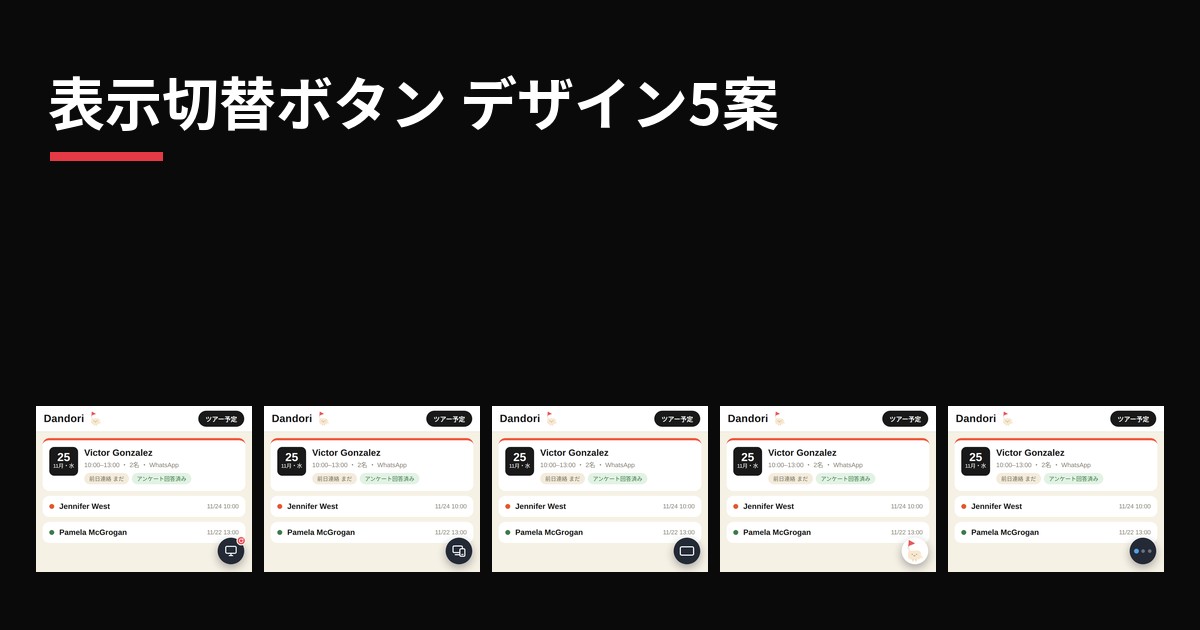 表示切替ボタン デザイン5案
Dandori ツアー予定
25 11月・水
Victor Gonzalez
10:00–13:00 ・ 2名 ・ WhatsApp
前日連絡 まだ アンケート回答済み
Jennifer West 11/24 10:00
Pamela McGrogan 11/22 13:00
Dandori ツアー予定
25 11月・水
Victor Gonzalez
10:00–13:00 ・ 2名 ・ WhatsApp
前日連絡 まだ アンケート回答済み
Jennifer West 11/24 10:00
Pamela McGrogan 11/22 13:00
Dandori ツアー予定
25 11月・水
Victor Gonzalez
10:00–13:00 ・ 2名 ・ WhatsApp
前日連絡 まだ アンケート回答済み
Jennifer West 11/24 10:00
Pamela McGrogan 11/22 13:00
Dandori ツアー予定
25 11月・水
Victor Gonzalez
10:00–13:00 ・ 2名 ・ WhatsApp
前日連絡 まだ アンケート回答済み
Jennifer West 11/24 10:00
Pamela McGrogan 11/22 13:00
Dandori ツアー予定
25 11月・水
Victor Gonzalez
10:00–13:00 ・ 2名 ・ WhatsApp
前日連絡 まだ アンケート回答済み
Jennifer West 11/24 10:00
Pamela McGrogan 11/22 13:00